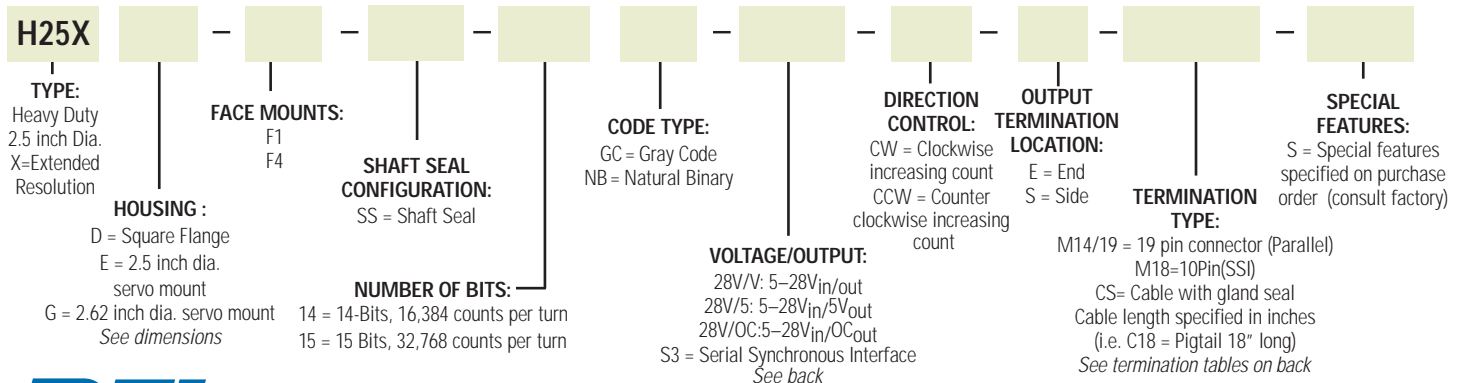 H25X – – – – – – – –
TYPE:
Heavy Duty
2.5 inch Dia.
X=Extended
Resolution
HOUSING :
D = Square Flange
E = 2.5 inch dia.
servo mount
G = 2.62 inch dia. servo mount
See dimensions
FACE MOUNTS:
F1
F4
SHAFT SEAL
CONFIGURATION:
SS = Shaft Seal
NUMBER OF BITS:
14 = 14-Bits, 16,384 counts per turn
15 = 15 Bits, 32,768 counts per turn
CODE TYPE:
GC = Gray Code
NB = Natural Binary
VOLTAGE/OUTPUT:
28V/V: 5–28Vin/out
28V/5: 5–28Vin/5Vout
28V/OC:5–28Vin/OCout
S3 = Serial Synchronous Interface
See back
DIRECTION
CONTROL:
CW = Clockwise
increasing count
CCW = Counter
clockwise increasing
count
OUTPUT
TERMINATION
LOCATION:
E = End
S = Side
TERMINATION
TYPE:
M14/19 = 19 pin connector (Parallel)
M18=10Pin(SSI)
CS= Cable with gland seal
Cable length specified in inches
(i.e. C18 = Pigtail 18" long)
See termination tables on back
SPECIAL
FEATURES:
S = Special features
specified on purchase
order (consult factory)